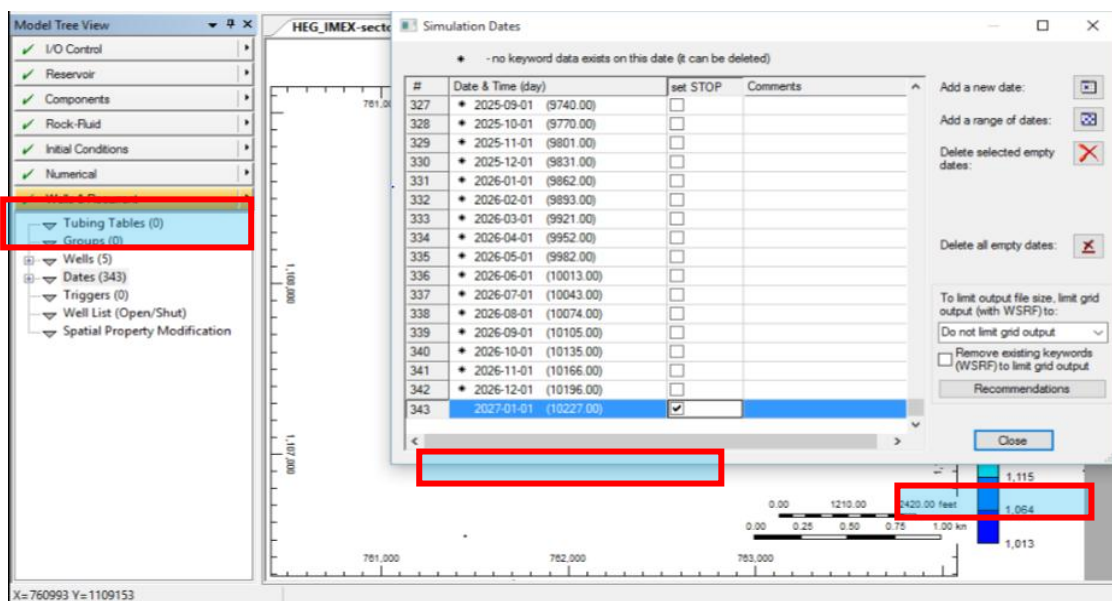 Model Tree View
I/O Control
Reservoir
Components
Rock-Fluid
Initial Conditions
Numerical
Tubing Tables (0)
Groups (0)
Wells (5)
Dates (343)
Triggers (0)
Well List (Open/Shut)
Spatial Property Modification
X=760993 Y=1109153
HEG_IMEX-secto
761,0
1,108,000
1,107,000
761,000 762,000 763,000
0.00 1210.00 2420.00 feet
0.00 0.25 0.50 0.75 1.00 km
1,115
1,064
1,013
Simulation Dates
- no keyword data exists on this date (it can be deleted)
# Date & Time (day) set STOP Comments
327 2025-09-01 (9740.00)
328 2025-10-01 (9770.00)
329 2025-11-01 (9801.00)
330 2025-12-01 (9831.00)
331 2026-01-01 (9862.00)
332 2026-02-01 (9893.00)
333 2026-03-01 (9921.00)
334 2026-04-01 (9952.00)
335 2026-05-01 (9982.00)
336 2026-06-01 (10013.00)
337 2026-07-01 (10043.00)
338 2026-08-01 (10074.00)
339 2026-09-01 (10105.00)
340 2026-10-01 (10135.00)
341 2026-11-01 (10166.00)
342 2026-12-01 (10196.00)
343 2027-01-01 (10227.00)
Add a new date:
Add a range of dates:
Delete selected empty
dates:
Delete all empty dates:
To limit output file size, limit grid
output (with WSRF) to:
Do not limit grid output
Remove existing keywords
(WSRF) to limit grid output
Recommendations
Close